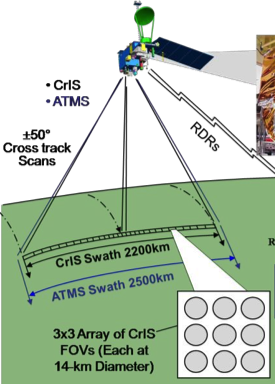 • CrIS
• ATMS
±50°
Cross track
Scans
RDRs
CrIS Swath 2200km
ATMS Swath 2500km
R
3x3 Array of CrIS
FOVs (Each at
14-km Diameter)